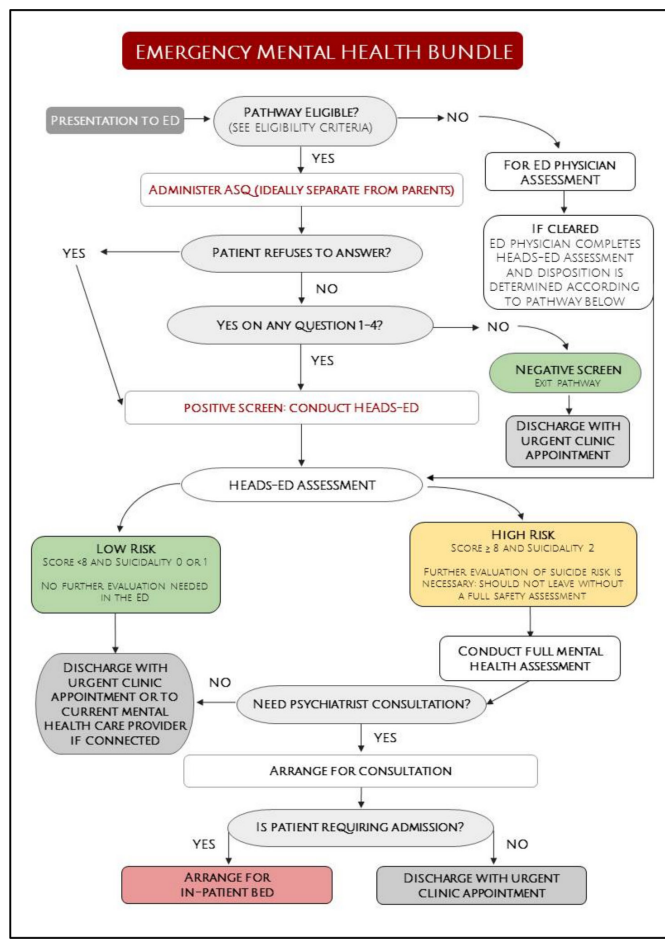 EMERGENCY MENTAL HEALTH BUNDLE
PRESENTATION TO ED
PATHWAY ELIGIBLE?
(SEE ELIGIBILITY CRITERIA)
NO
YES
FOR ED PHYSICIAN
ASSESSMENT
ADMINISTER ASQ (IDEALLY SEPARATE FROM PARENTS)
IF CLEARED
ED PHYSICIAN COMPLETES
HEADS-ED ASSESSMENT
AND DISPOSITION IS
DETERMINED ACCORDING
TO PATHWAY BELOW
YES
PATIENT REFUSES TO ANSWER?
NO
YES ON ANY QUESTION 1-4?
NO
YES
NEGATIVE SCREEN
EXIT PATHWAY
POSITIVE SCREEN: CONDUCT HEADS-ED
DISCHARGE WITH
URGENT CLINIC
APPOINTMENT
HEADS-ED ASSESSMENT
LOW RISK
SCORE <8 AND SUICIDALITY 0 OR 1
NO FURTHER EVALUATION NEEDED
IN THE ED
HIGH RISK
SCORE ≥ 8 AND SUICIDALITY 2
FURTHER EVALUATION OF SUICIDE RISK IS
NECESSARY: SHOULD NOT LEAVE WITHOUT
A FULL SAFETY ASSESSMENT
CONDUCT FULL MENTAL
HEALTH ASSESSMENT
DISCHARGE WITH
URGENT CLINIC
APPOINTMENT OR TO
CURRENT MENTAL
HEALTH CARE PROVIDER
IF CONNECTED
NO
NEED PSYCHIATRIST CONSULTATION?
YES
ARRANGE FOR CONSULTATION
IS PATIENT REQUIRING ADMISSION?
YES
NO
ARRANGE FOR
IN-PATIENT BED
DISCHARGE WITH URGENT
CLINIC APPOINTMENT